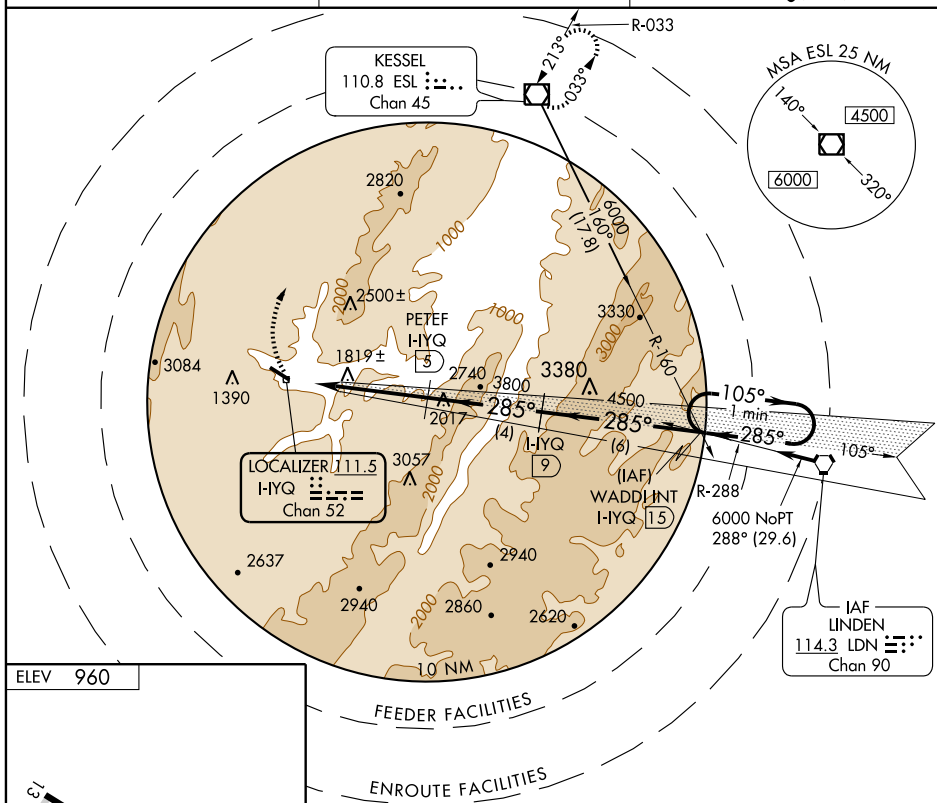 R-033
213°
033°
KESSEL
110.8 ESL
Chan 45
MSA ESL 25 NM
140°
4500
6000
320°
2820
1000
6000
160°
(17.8)
2000
2500±
PETEF
I-IYQ
5
1000
3330
3000
R-160
3084
1819±
1390
2740
3800
3380
4500
105°
1 min
285°
2017
285°
(4)
285°
(6)
105°
I-IYQ
9
(IAF)
WADDI INT
I-IYQ 15
R-288
6000 NoPT
288° (29.6)
LOCALIZER 111.5
I-IYQ
Chan 52
3057
2000
2637
2940
2940
2860
2620
2000
IAF
LINDEN
114.3 LDN
Chan 90
10 NM
FEEDER FACILITIES
ENROUTE FACILITIES
ELEV 960
13